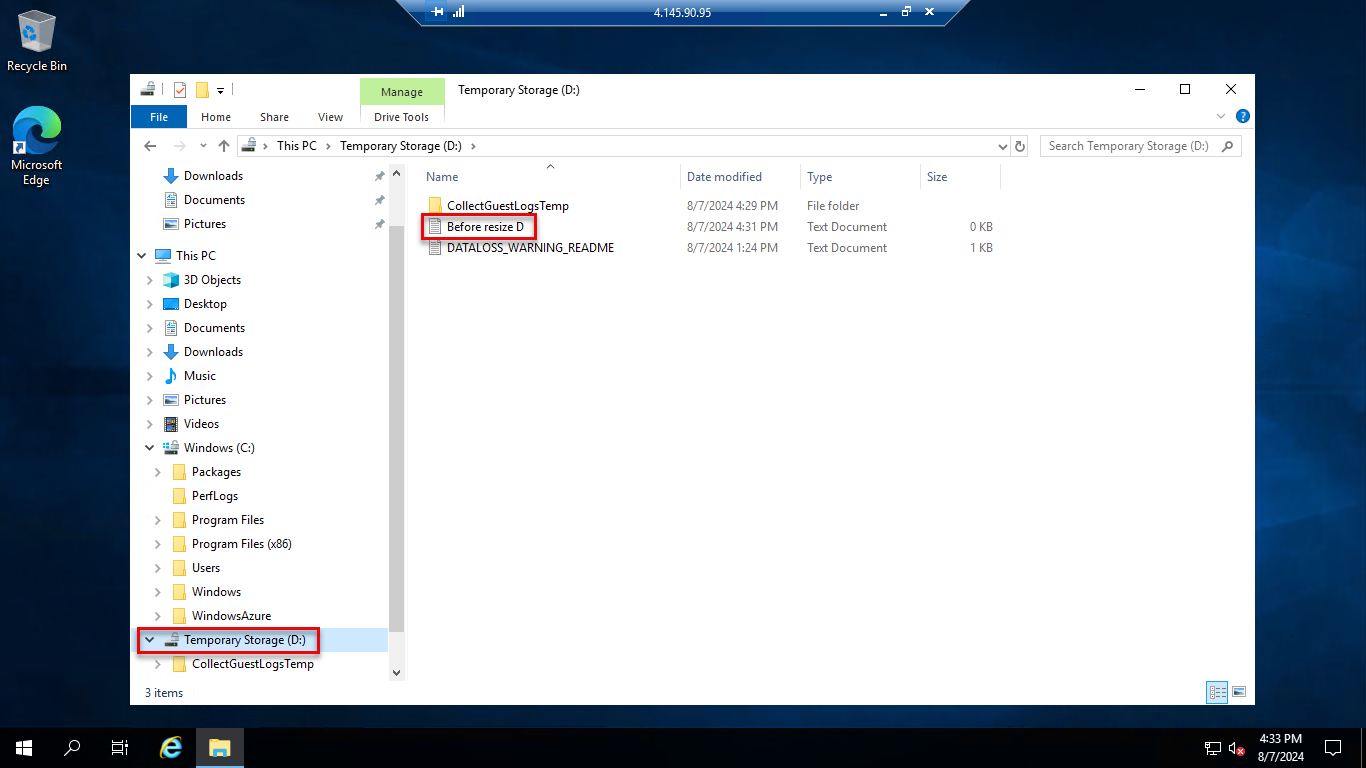 4.145.90.95
Recycle Bin
Microsoft
Edge
Manage
Temporary Storage (D:)
File
Home
Share
View
Drive Tools
This PC
Temporary Storage (D:)
Search Temporary Storage (D:)
Downloads
Documents
Pictures
This PC
3D Objects
Desktop
Documents
Downloads
Music
Pictures
Videos
Windows (C:)
Packages
PerfLogs
Program Files
Program Files (x86)
Users
Windows
WindowsAzure
Temporary Storage (D:)
CollectGuestLogsTemp
Name
Date modified
Type
Size
CollectGuestLogsTemp
8/7/2024 4:29 PM
File folder
Before resize D
8/7/2024 4:31 PM
Text Document
0 KB
DATALOSS_WARNING_README
8/7/2024 1:24 PM
Text Document
1 KB
3 items
4:33 PM
8/7/2024